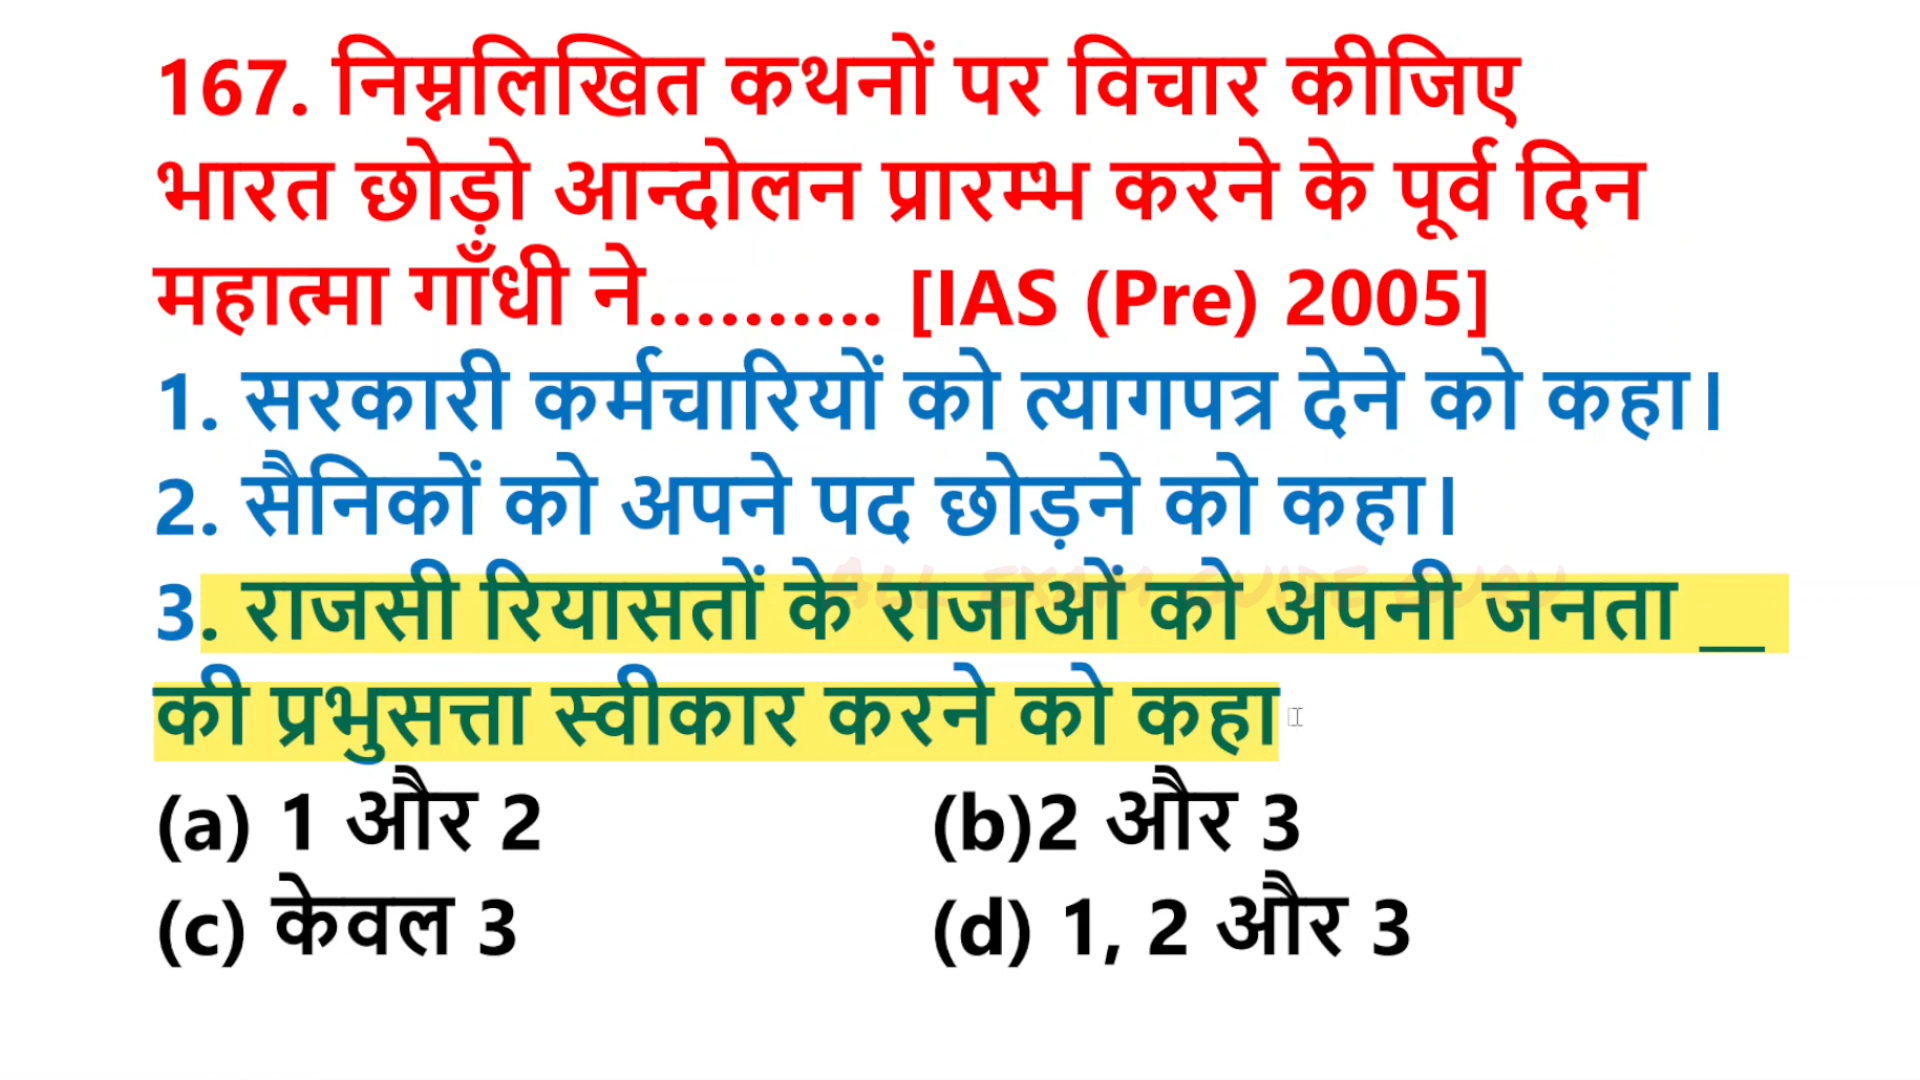 167. निम्नलिखित कथनों पर विचार कीजिए
भारत छोड़ो आन्दोलन प्रारम्भ करने के पूर्व दिन
महात्मा गाँधी ने.......... [IAS (Pre) 2005]
1. सरकारी कर्मचारियों को त्यागपत्र देने को कहा।
2. सैनिकों को अपने पद छोड़ने को कहा।
3. राजसी रियासतों के राजाओं को अपनी जनता __
की प्रभुसत्ता स्वीकार करने को कहा
(a) 1 और 2 (b)2 और 3
(c) केवल 3 (d) 1, 2 और 3